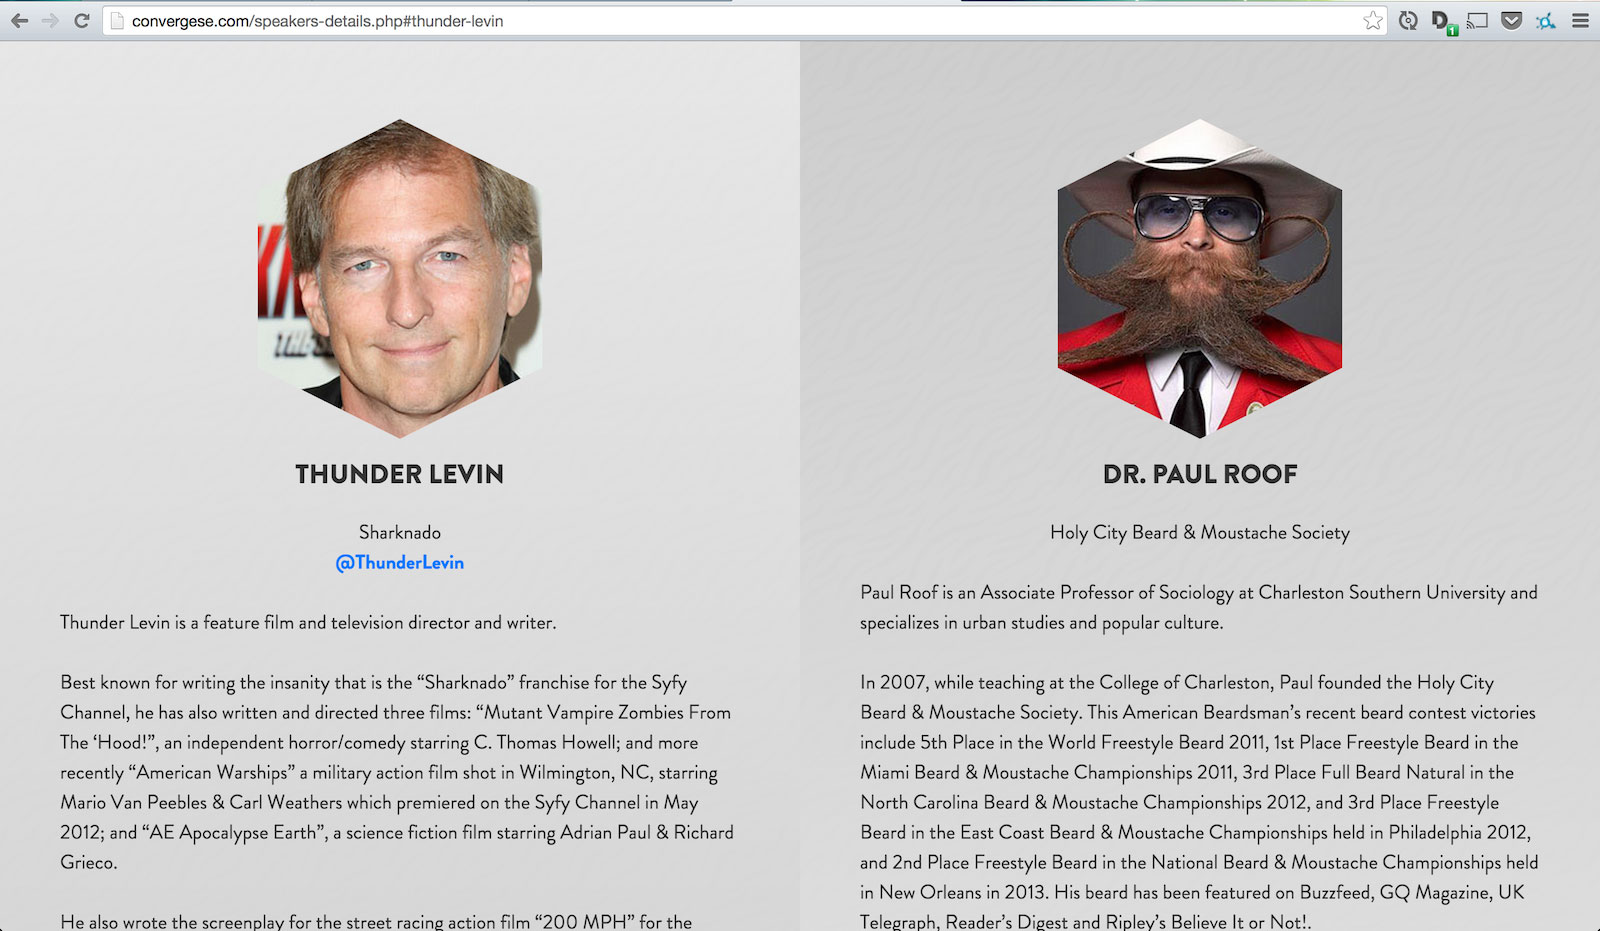 convergese.com/speakers-details.php#thunder-levin
1
THUNDER LEVIN
Sharknado
@ThunderLevin
Thunder Levin is a feature film and television director and writer.
Best known for writing the insanity that is the “Sharknado” franchise for the Syfy
Channel, he has also written and directed three films: “Mutant Vampire Zombies From
The ‘Hood!”, an independent horror/comedy starring C. Thomas Howell; and more
recently “American Warships” a military action film shot in Wilmington, NC, starring
Mario Van Peebles & Carl Weathers which premiered on the Syfy Channel in May
2012; and “AE Apocalypse Earth”, a science fiction film starring Adrian Paul & Richard
Grieco.
He also wrote the screenplay for the street racing action film “200 MPH” for the
DR. PAUL ROOF
Holy City Beard & Moustache Society
Paul Roof is an Associate Professor of Sociology at Charleston Southern University and
specializes in urban studies and popular culture.
In 2007, while teaching at the College of Charleston, Paul founded the Holy City
Beard & Moustache Society. This American Beardsman’s recent beard contest victories
include 5th Place in the World Freestyle Beard 2011, 1st Place Freestyle Beard in the
Miami Beard & Moustache Championships 2011, 3rd Place Full Beard Natural in the
North Carolina Beard & Moustache Championships 2012, and 3rd Place Freestyle
Beard in the East Coast Beard & Moustache Championships held in Philadelphia 2012,
and 2nd Place Freestyle Beard in the National Beard & Moustache Championships held
in New Orleans in 2013. His beard has been featured on Buzzfeed, GQ Magazine, UK
Telegraph, Reader’s Digest and Ripley’s Believe It or Not!.